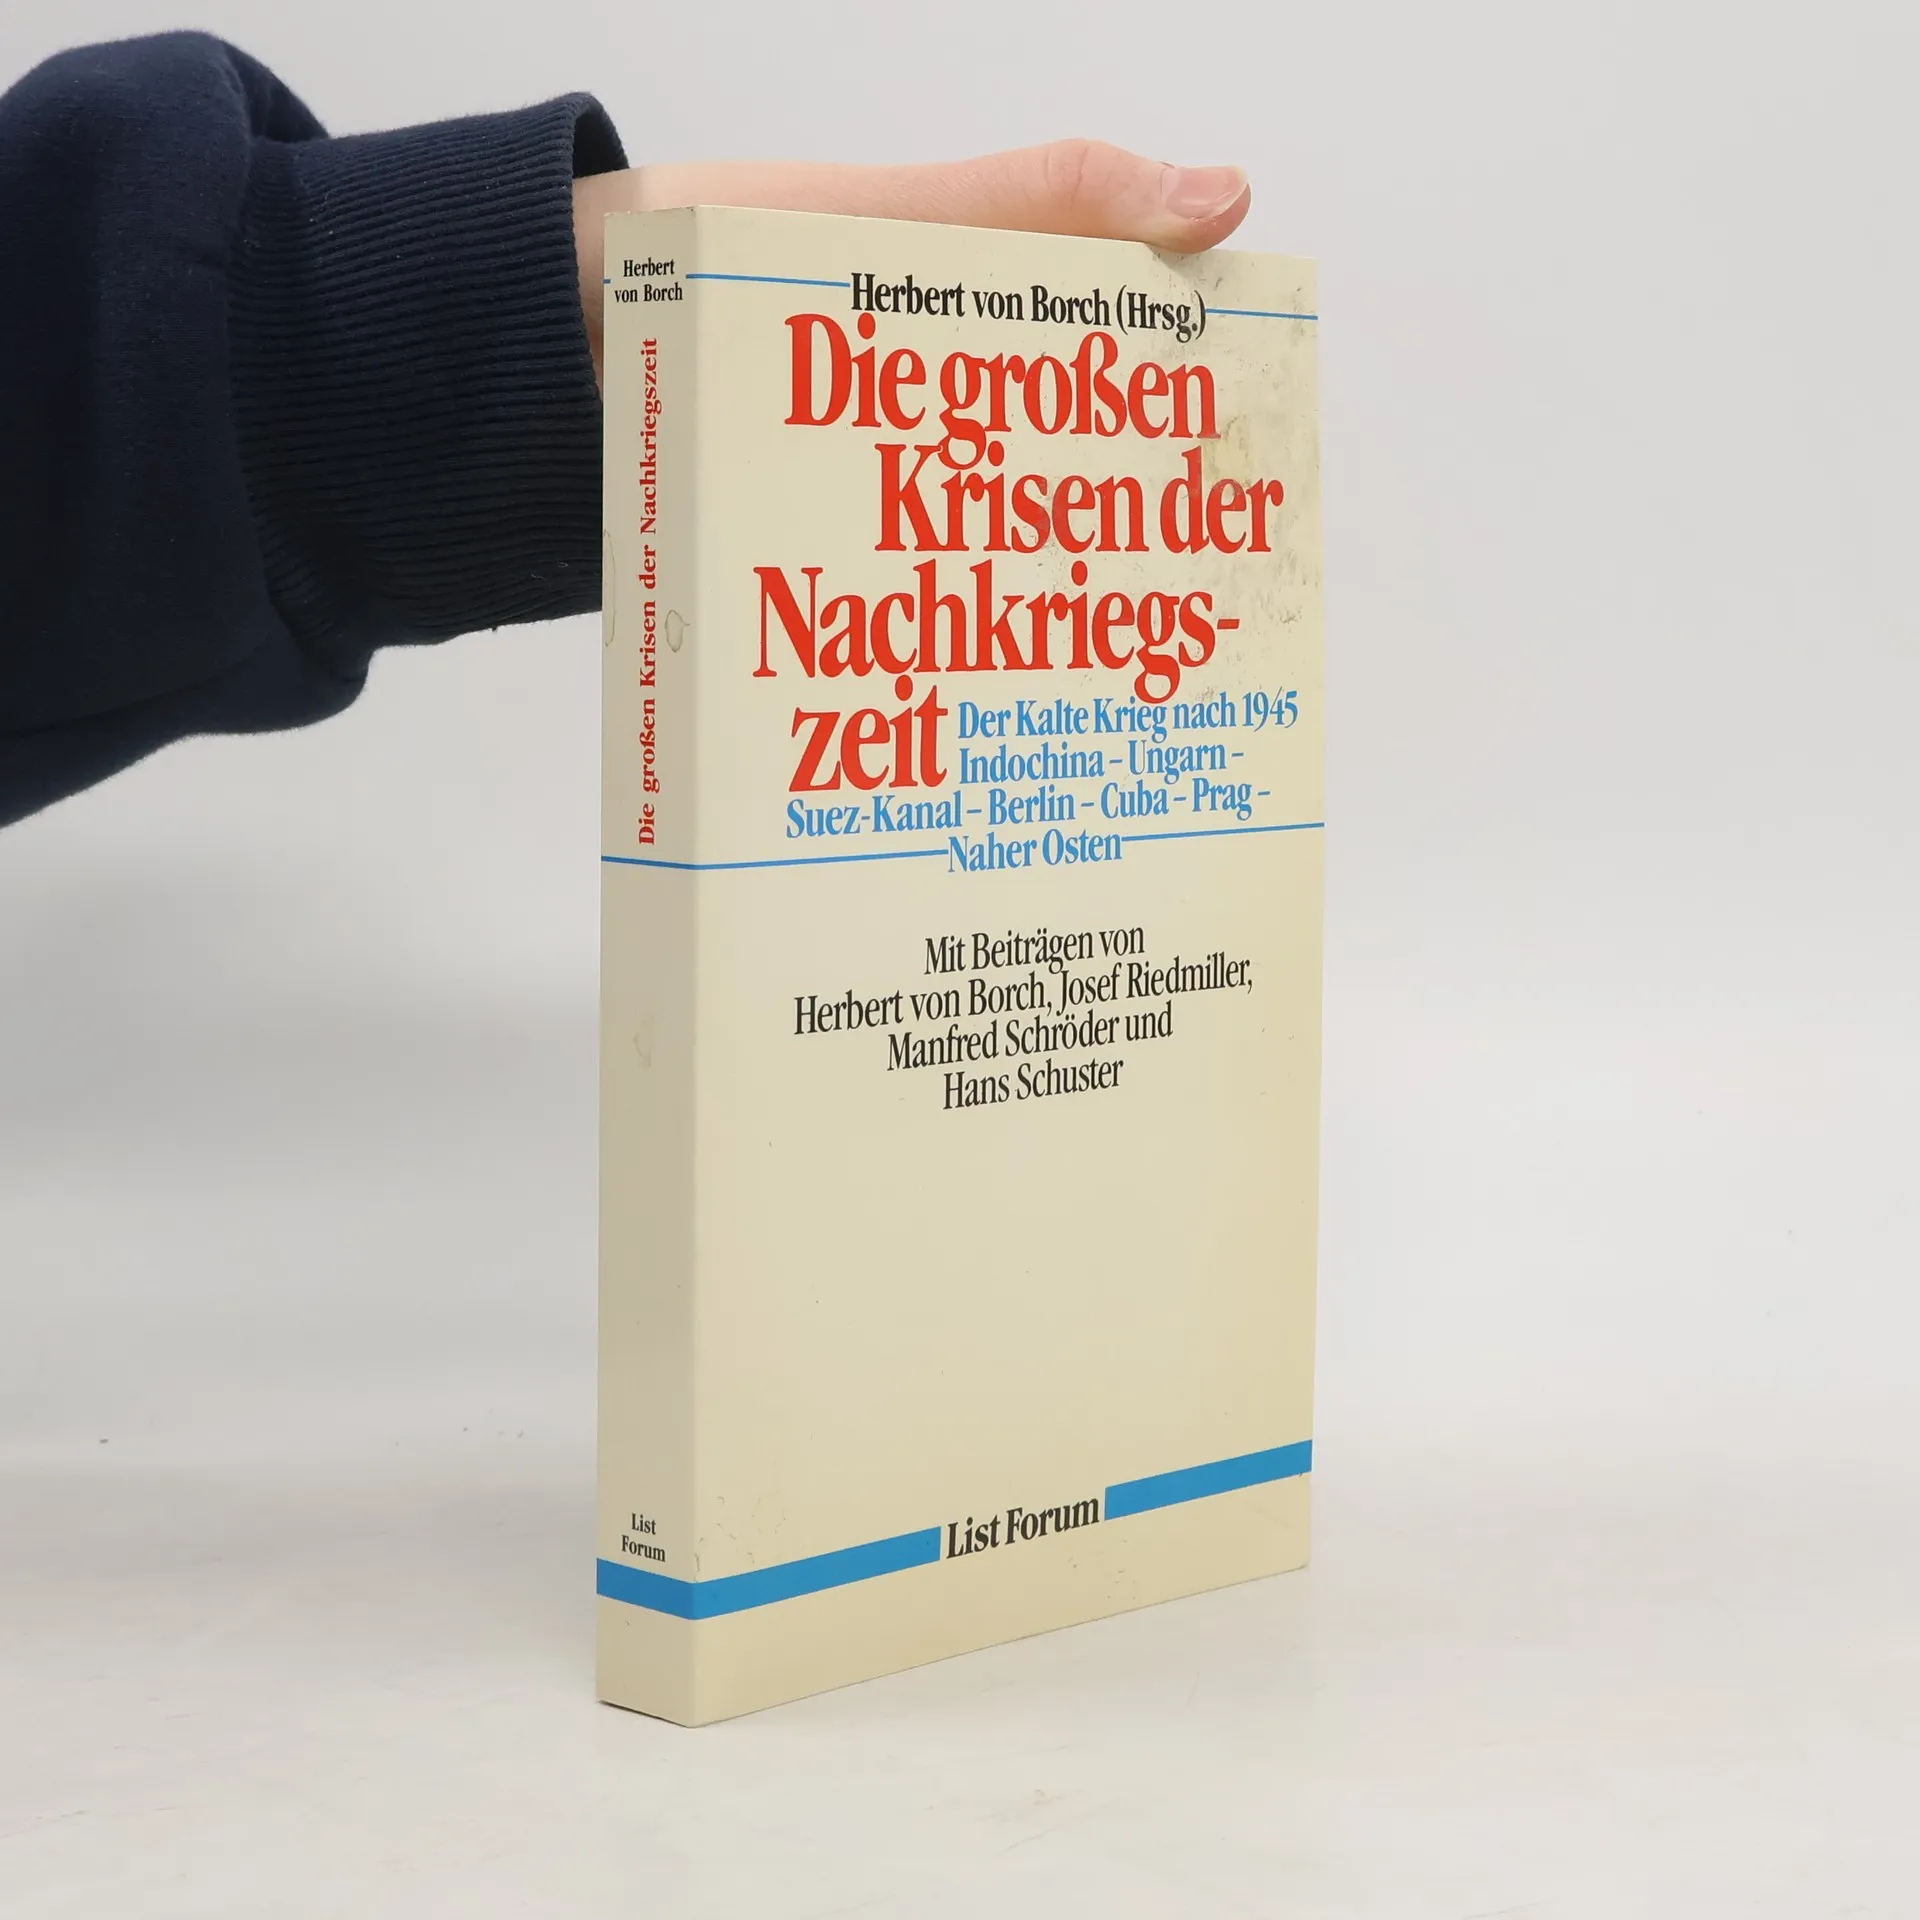 Herbert
von Borch
Die großen Krisen der Nachkriegszeit
List
Forum
Herbert von Borch (Hrsg.)
Die großen
Krisen der
Nachkriegs-
zeit
Der Kalte Krieg nach 1945
Indochina – Ungarn –
Suez-Kanal – Berlin – Cuba – Prag –
Naher Osten
Mit Beiträgen von
Herbert von Borch, Josef Riedmiller,
Manfred Schröder und
Hans Schuster
List Forum